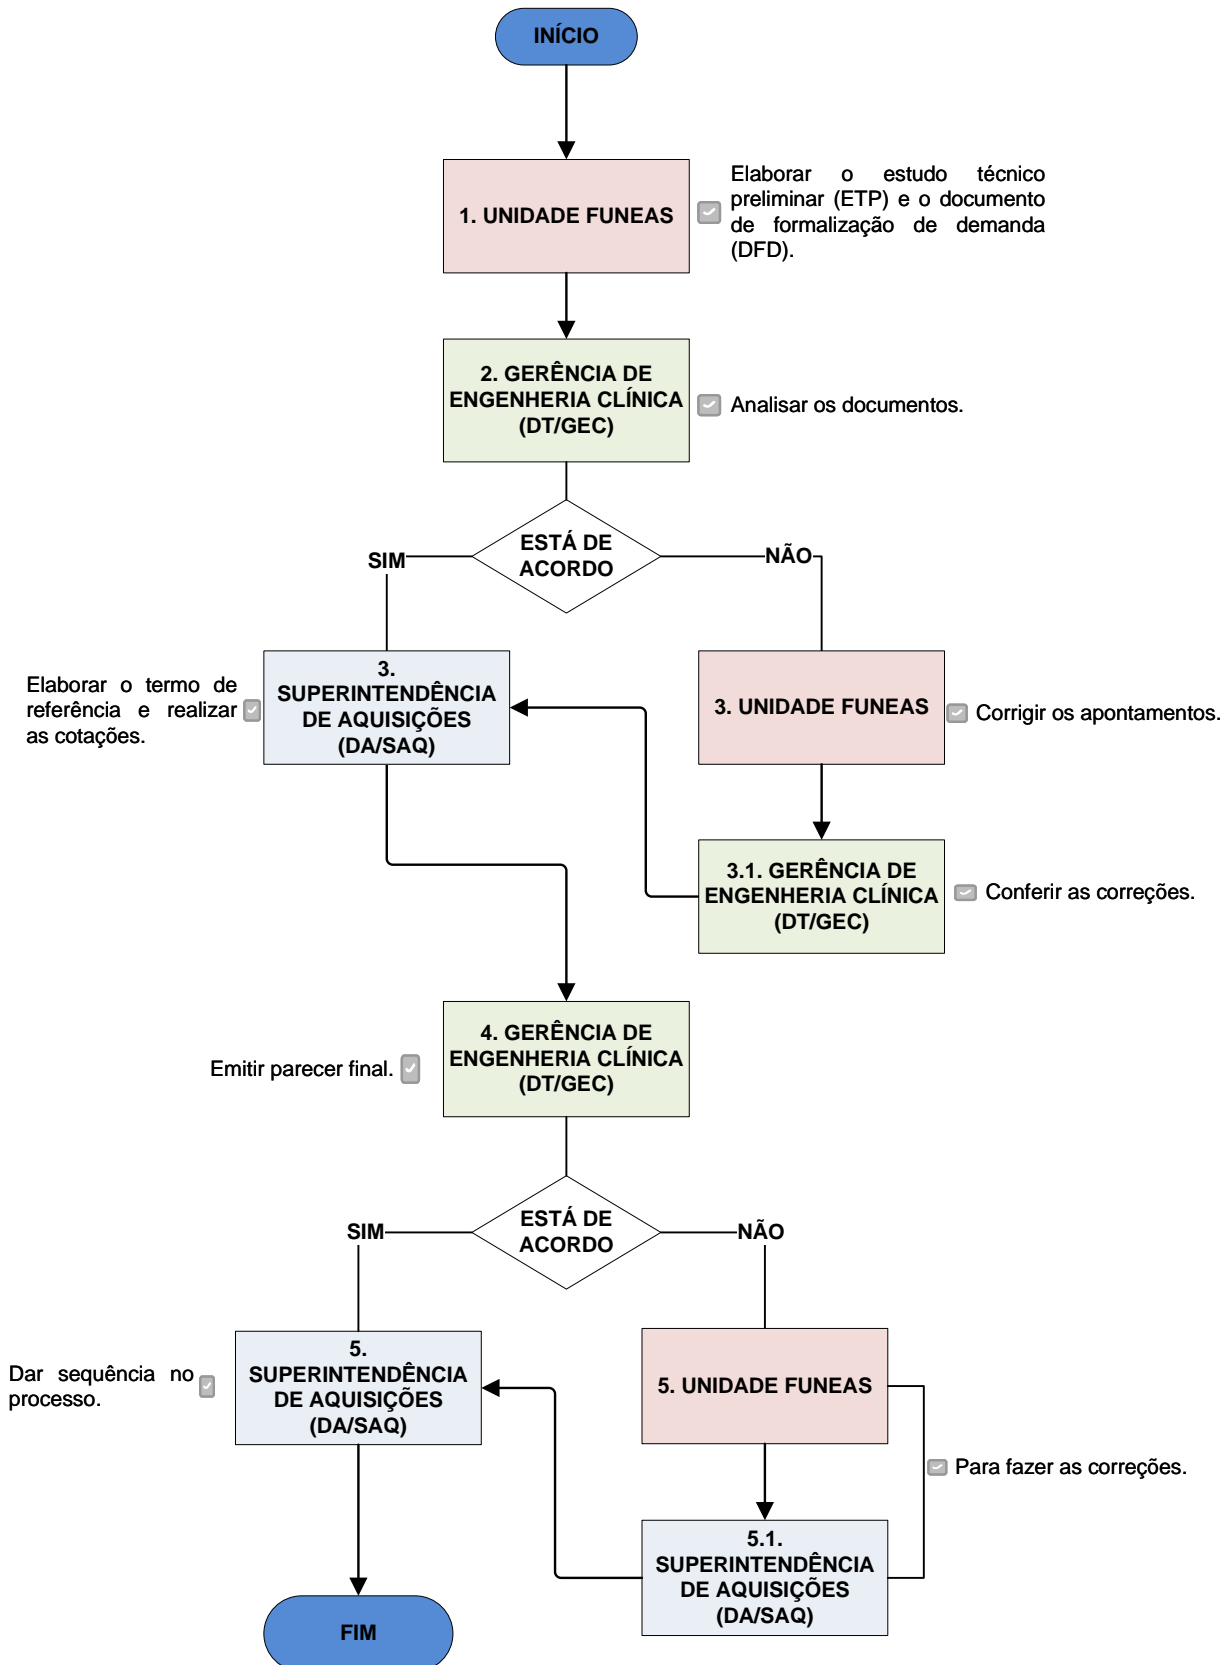 INÍCIO
1. UNIDADE FUNEAS
Elaborar o estudo técnico
preliminar (ETP) e o documento
de formalização de demanda
(DFD).
2. GERÊNCIA DE
ENGENHERIA CLÍNICA
(DT/GEC)
Analisar os documentos.
ESTÁ DE
ACORDO
SIM
NÃO
Elaborar o termo de
referência e realizar
as cotações.
3.
SUPERINTENDÊNCIA
DE AQUISIÇÕES
(DA/SAQ)
3. UNIDADE FUNEAS
Corrigir os apontamentos.
3.1. GERÊNCIA DE
ENGENHERIA CLÍNICA
(DT/GEC)
Conferir as correções.
Emitir parecer final.
4. GERÊNCIA DE
ENGENHERIA CLÍNICA
(DT/GEC)
ESTÁ DE
ACORDO
SIM
NÃO
Dar sequência no
processo.
5.
SUPERINTENDÊNCIA
DE AQUISIÇÕES
(DA/SAQ)
5. UNIDADE FUNEAS
Para fazer as correções.
5.1.
SUPERINTENDÊNCIA
DE AQUISIÇÕES
(DA/SAQ)
FIM